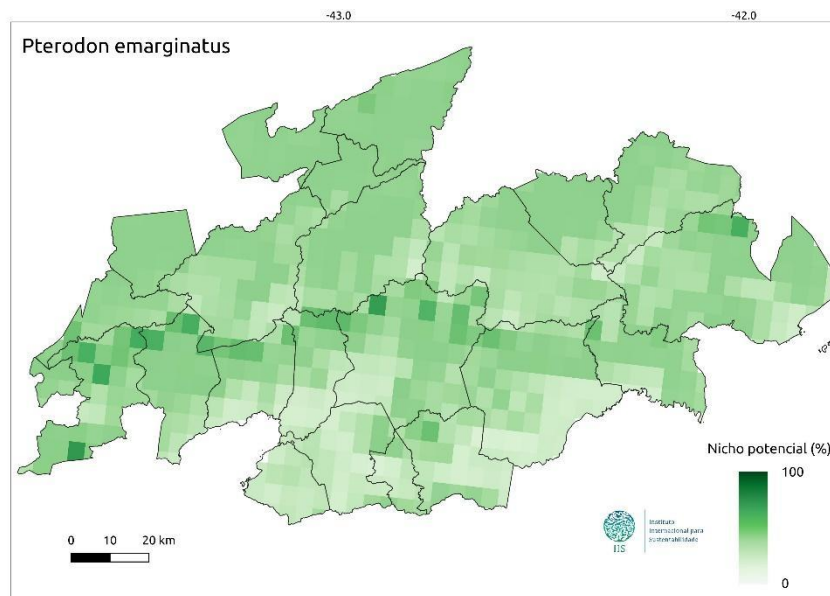 -43.0
-42.0
Pterodon emarginatus
Nicho potencial (%)
100
0
0 10 20 km
IIS
Instituto
Internacional para
Sustentabilidade